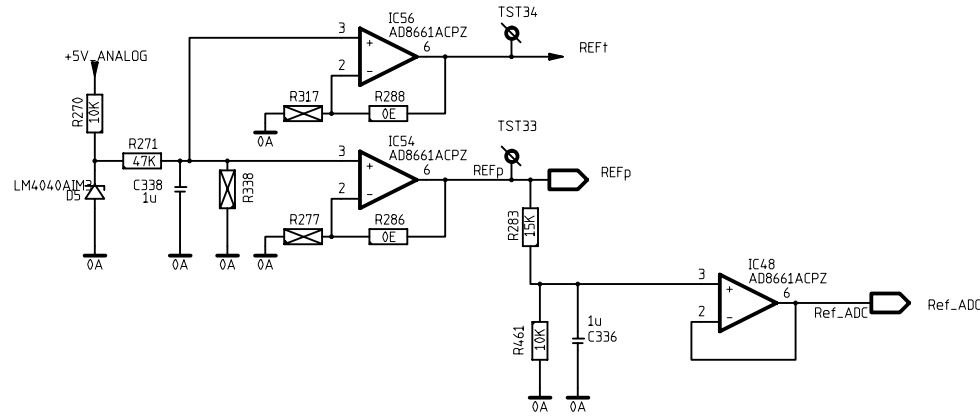 TST34
IC56
AD8661ACPZ
3
+
6
2
-
REFt
+5V_ANALOG
R270
10K
R317
R288
0E
0A
TST33
IC54
AD8661ACPZ
R271
47K
3
+
6
2
-
REFp
REFp
LM4040AIM3
D5
C338
1u
R338
R277
R286
0E
R283
15K
0A
0A
0A
0A
IC48
AD8661ACPZ
3
+
6
2
-
Ref_ADC
Ref_ADC
R461
10K
1u
C336
0A
0A